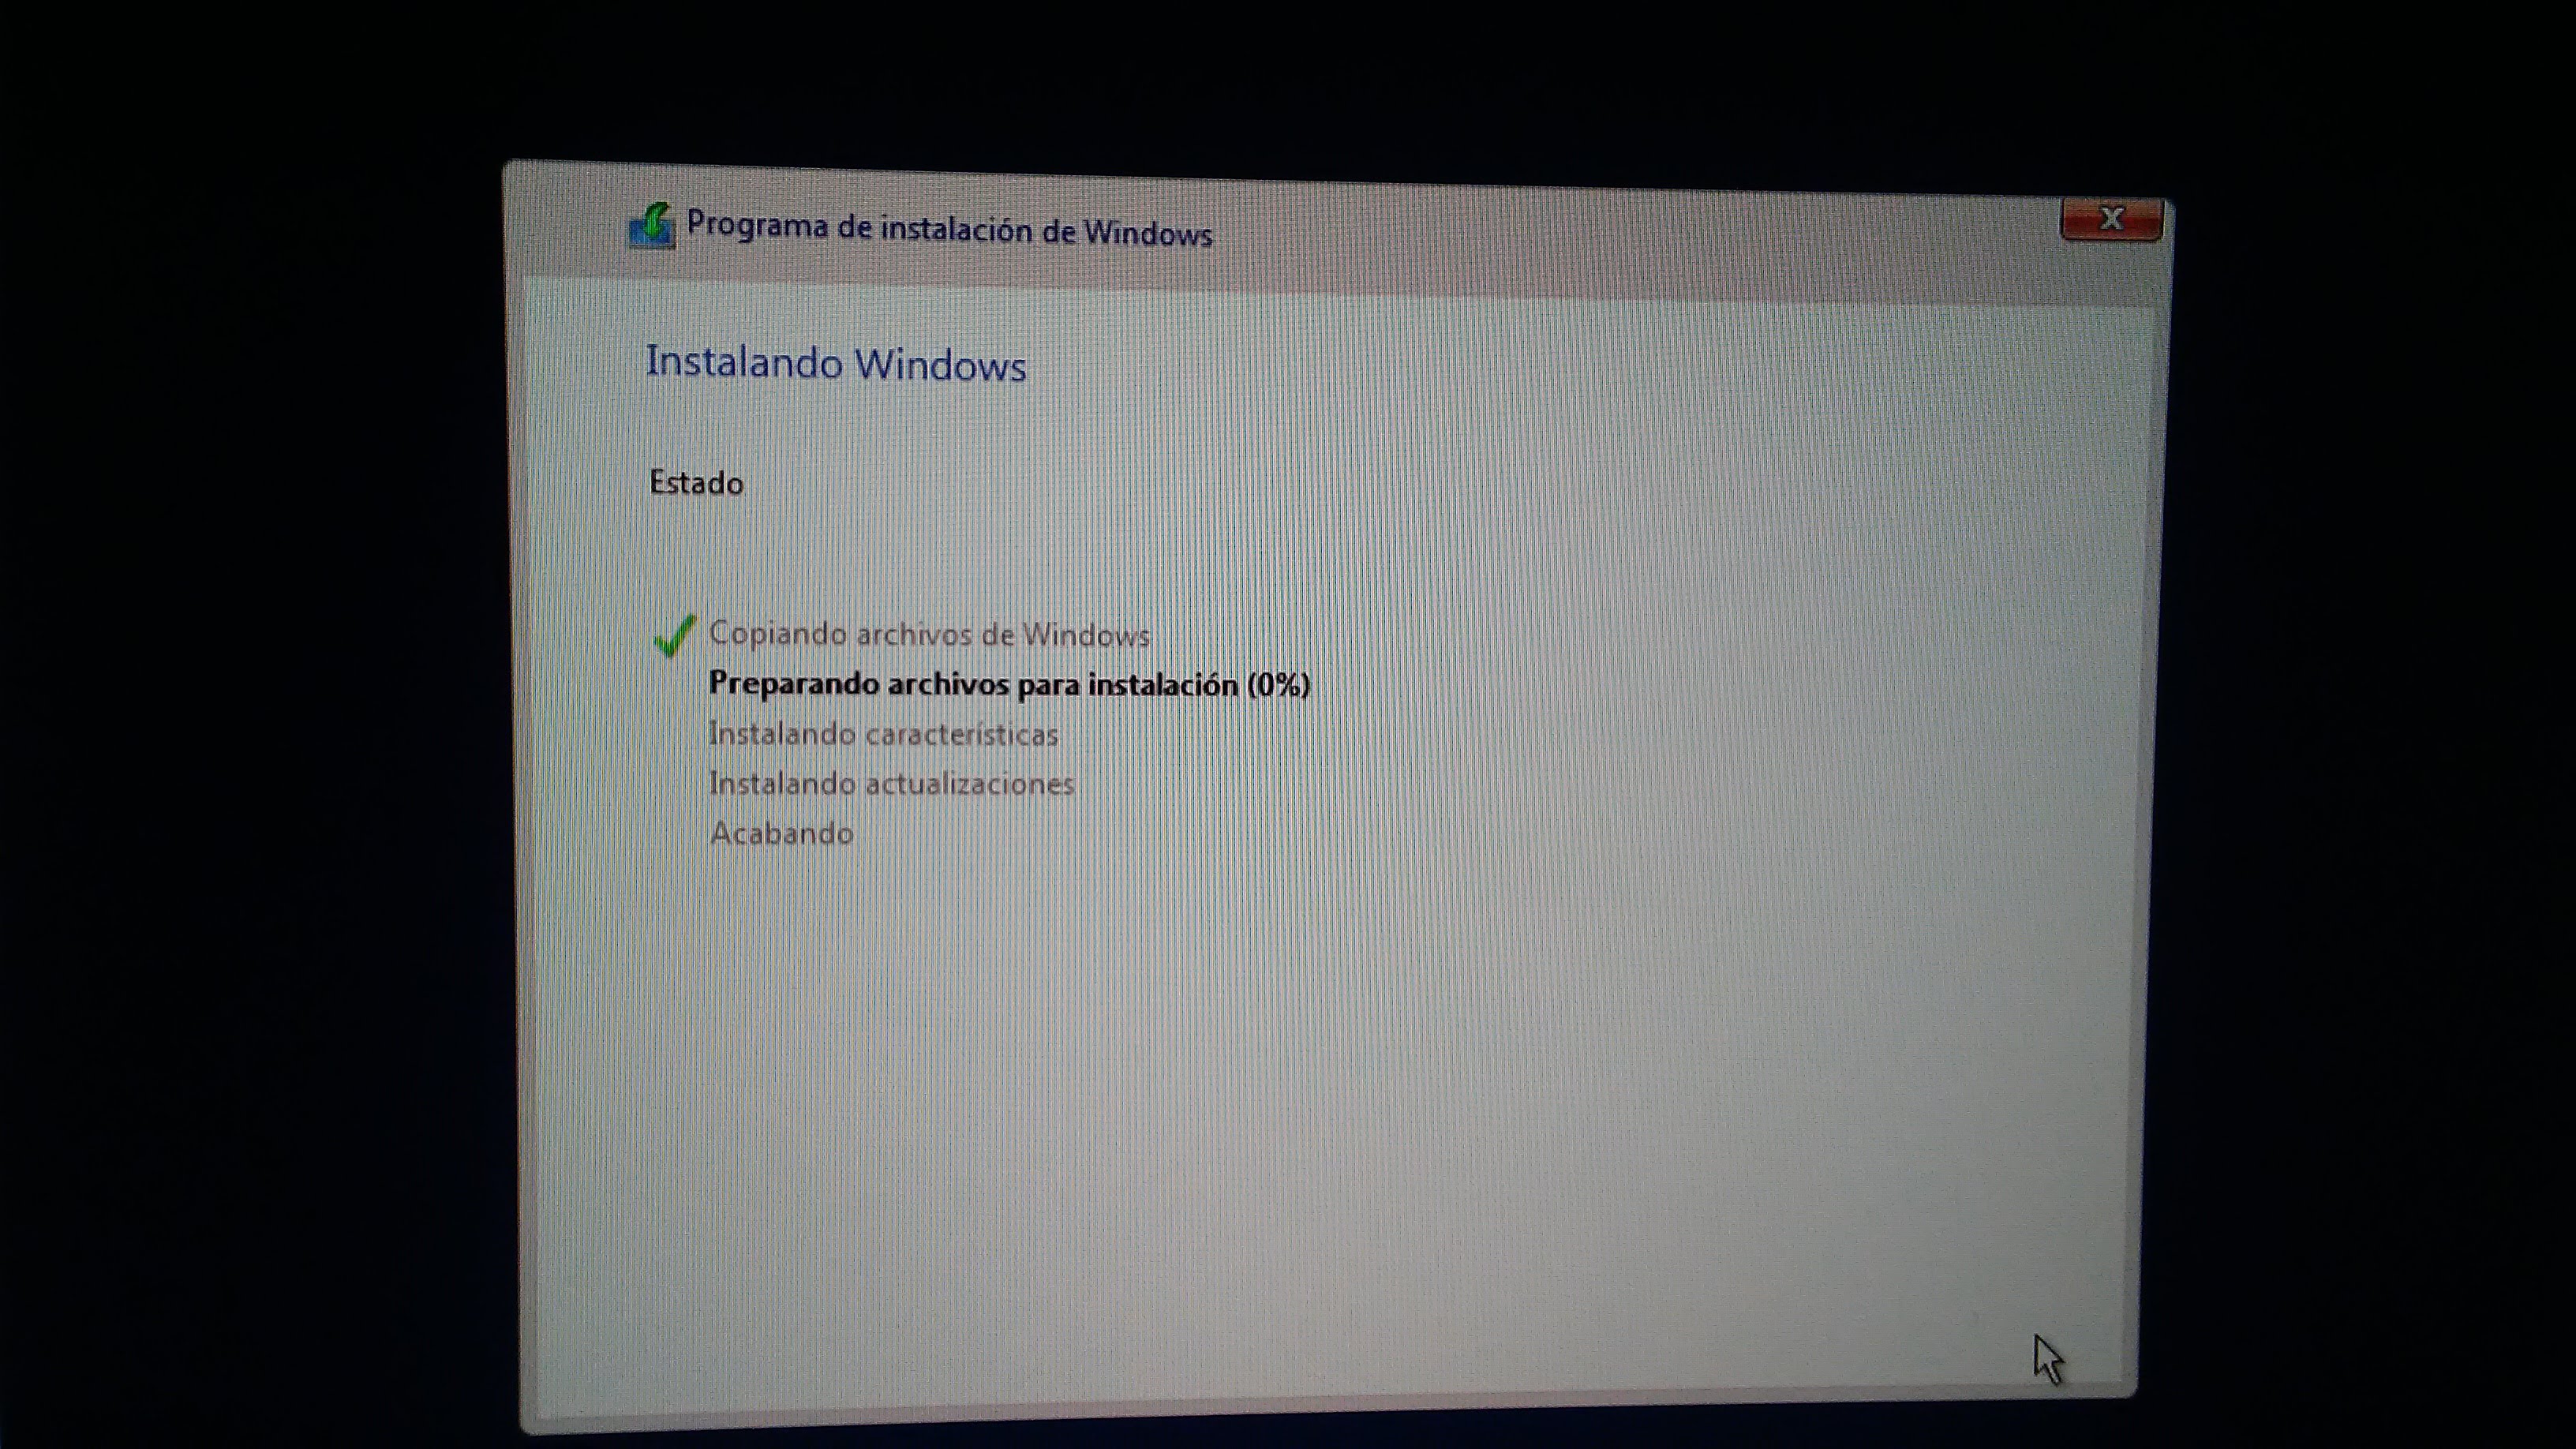 Programa de instalación de Windows
Instalando Windows
Estado
Copiando archivos de Windows
Preparando archivos para instalación (0%)
Instalando características
Instalando actualizaciones
Acabando